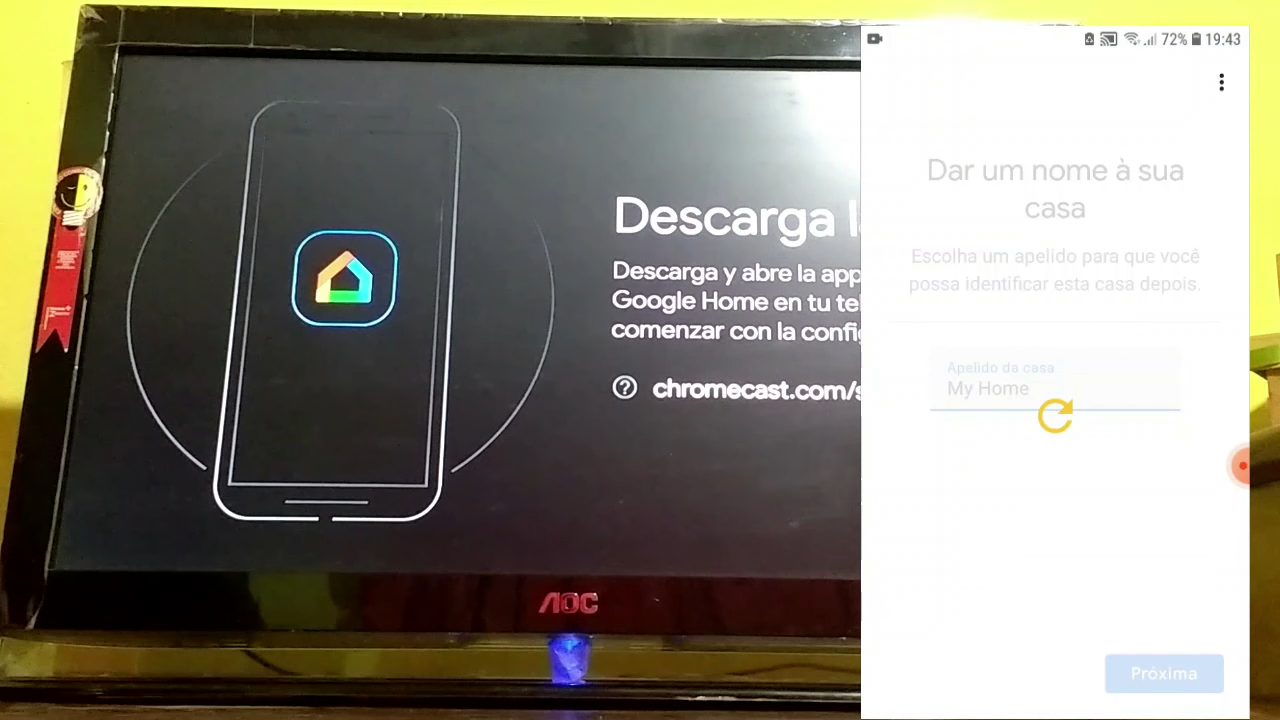 Descarga l
Descarga y abre la app
Google Home en tu tel
comenzar con la confi
chromecast.com/s
AOC
72% 19:43
Dar um nome à sua
casa
Escolha um apelido para que você
possa identificar esta casa depois.
Apelido da casa
My Home
Próxima